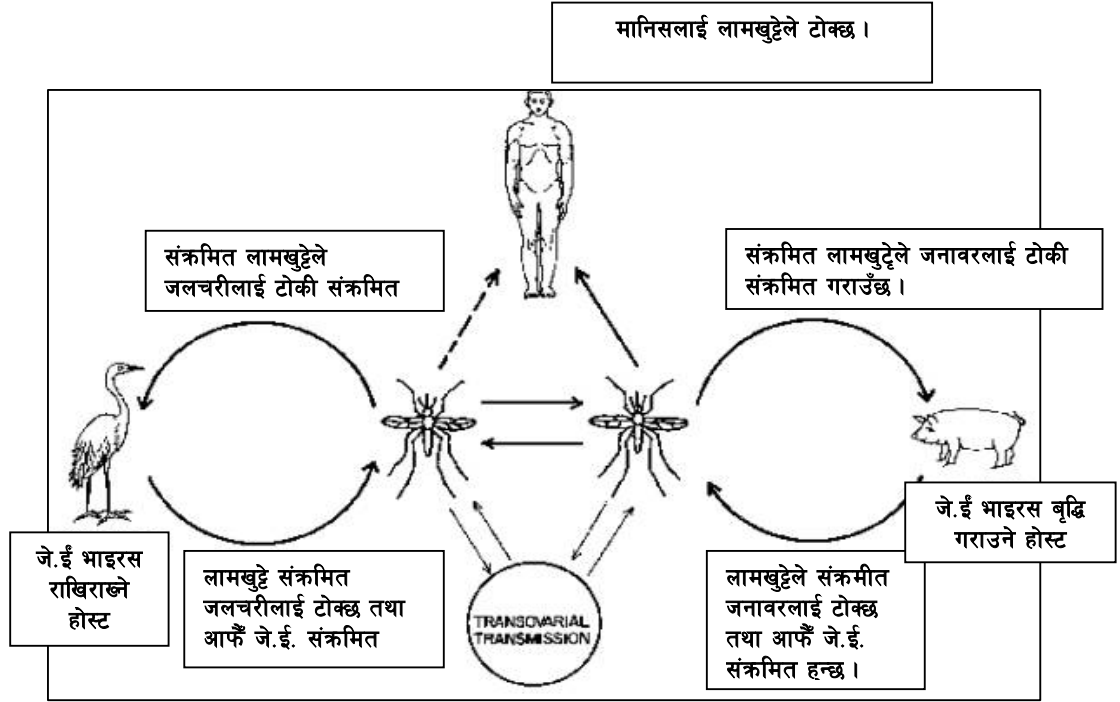 मानिसलाई लामखुट्टेले टोक्छ ।
संक्रमित लामखुट्टेले
जलचरीलाई टोकी संक्रमित
संक्रमित लामखुट्रेले जनावरलाई टोकी
संक्रमित गराउँछ ।
जे.ईं भाइरस
राखिराख्ने
होस्ट
जे.ईं भाइरस बृद्धि
गराउने होस्ट
लामखुट्टे संक्रमित
जलचरीलाई टोक्छ तथा
आफैँ जे.ई. संक्रमित
TRANSOVARIAL
TRANSMISSION
लामखुट्टेले संक्रमीत
जनावरलाई टोक्छ
तथा आफैँ जे.ई.
संक्रमित हुन्छ ।